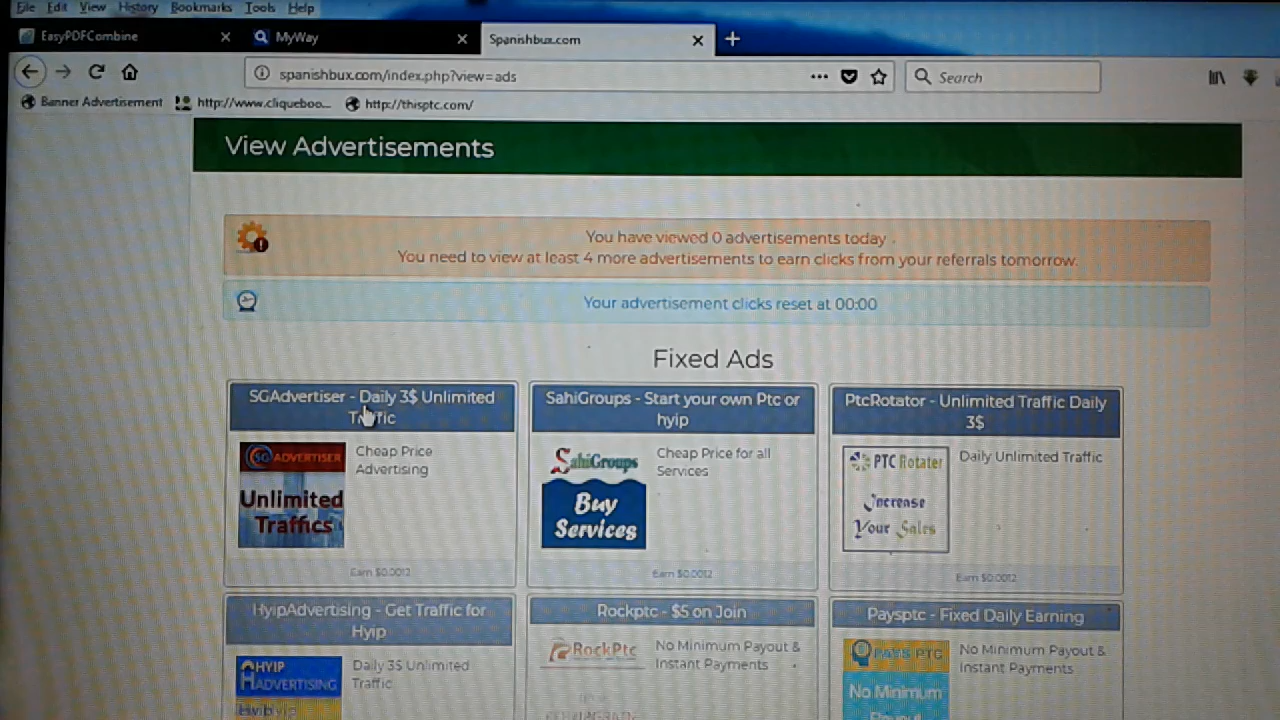 File Edit View History Bookmarks Tools Help
EasyPDFCombine
MyWay
Spanishbux.com
spanishbux.com/index.php?view=ads
Search
Banner Advertisement
http://www.cliqueboo...
http://thisptc.com/
View Advertisements
You have viewed 0 advertisements today .
You need to view at least 4 more advertisements to earn clicks from your referrals tomorrow.
Your advertisement clicks reset at 00:00
Fixed Ads
SGAdvertiser - Daily 3$ Unlimited
Traffic
SG ADVERTISER
Unlimited
Traffics
Cheap Price
Advertising
Earn $0.0012
SahiGroups - Start your own Ptc or
hyip
SahiGroups
Buy
Services
Cheap Price for all
Services
Earn $0.0012
PtcRotator - Unlimited Traffic Daily
3$
PTC Rotater
Increase
Your Sales
Daily Unlimited Traffic
Earn $0.0012
HyipAdvertising - Get Traffic for
Hyip
HYIP
ADVERTISING
Daily 3$ Unlimited
Traffic
Rockptc - $5 on Join
RockPtc
No Minimum Payout &
Instant Payments
Paysptc - Fixed Daily Earning
PAYS PTC
No Minimum
Payout
No Minimum Payout &
Instant Payments